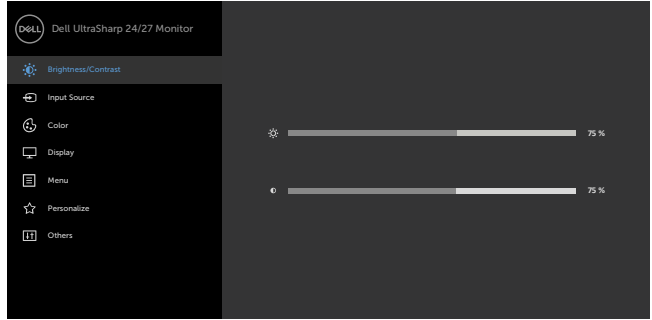 DELL
Dell UltraSharp 24/27 Monitor
Brightness/Contrast
Input Source
Color
75 %
Display
Menu
75 %
Personalize
Others